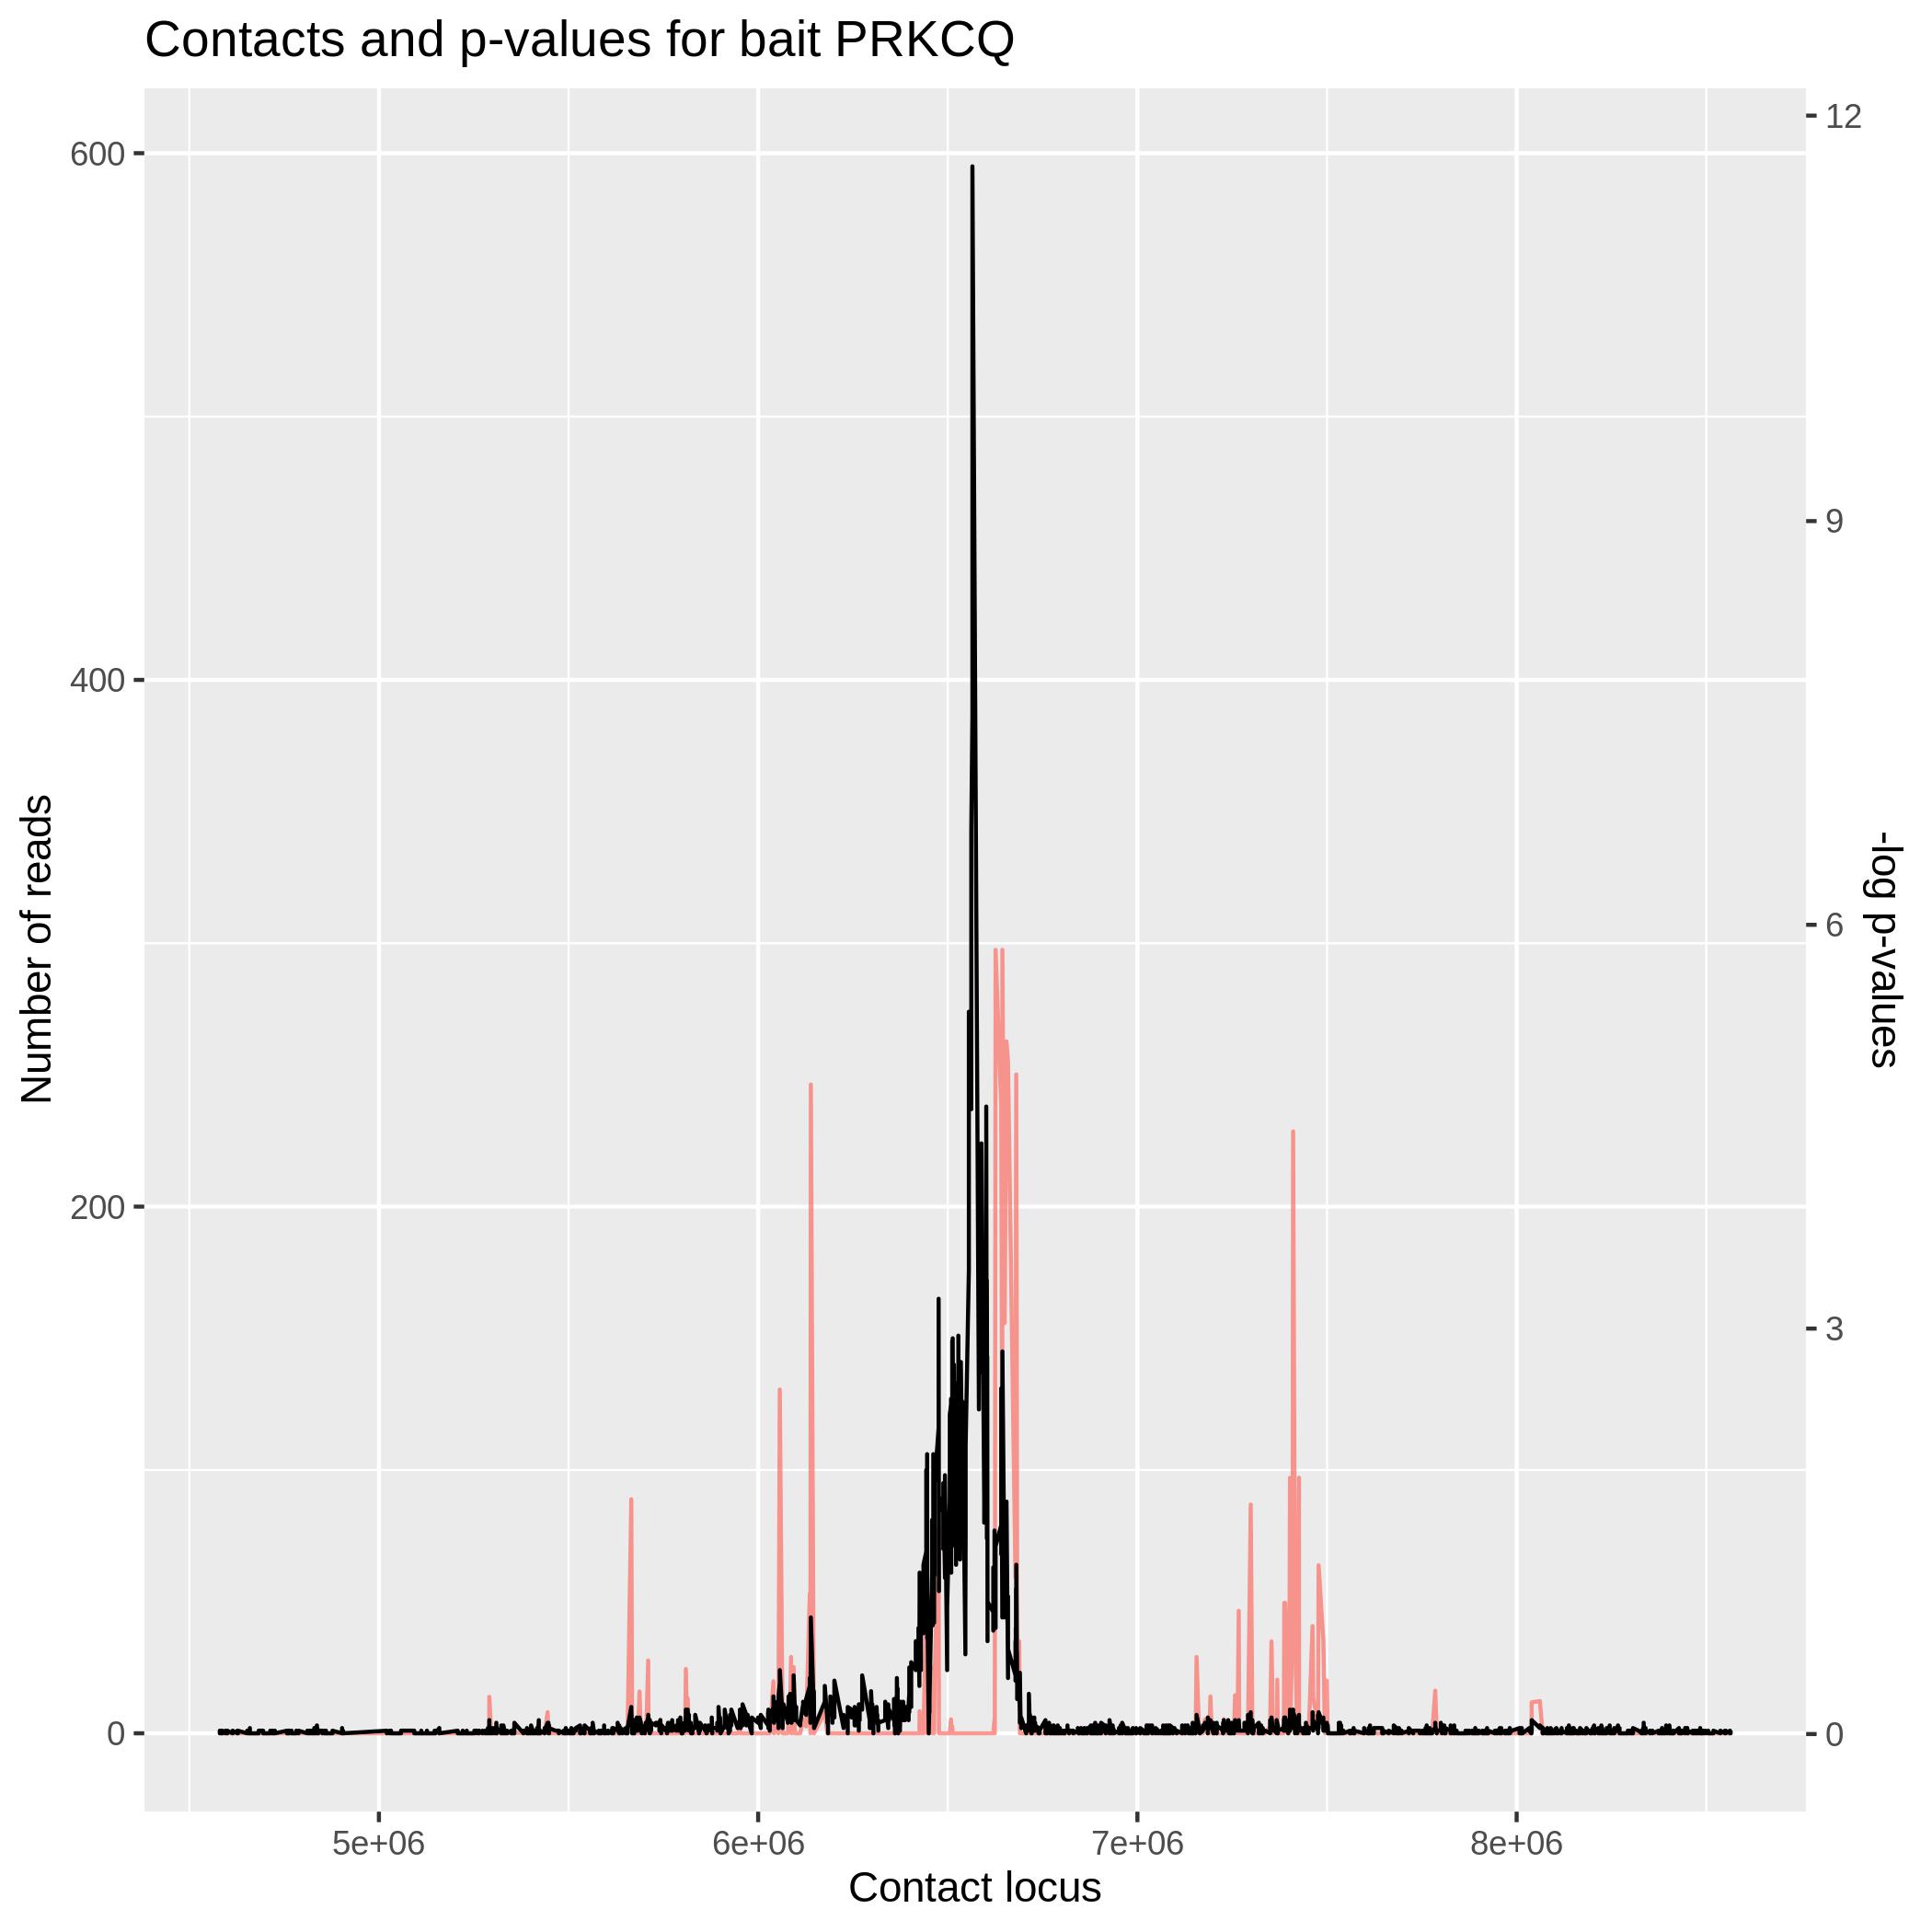 Contacts and p-values for bait PRKCQ
600
400
200
0
Number of reads
12
9
6
3
0
-log p-values
5e+06
6e+06
7e+06
8e+06
Contact locus